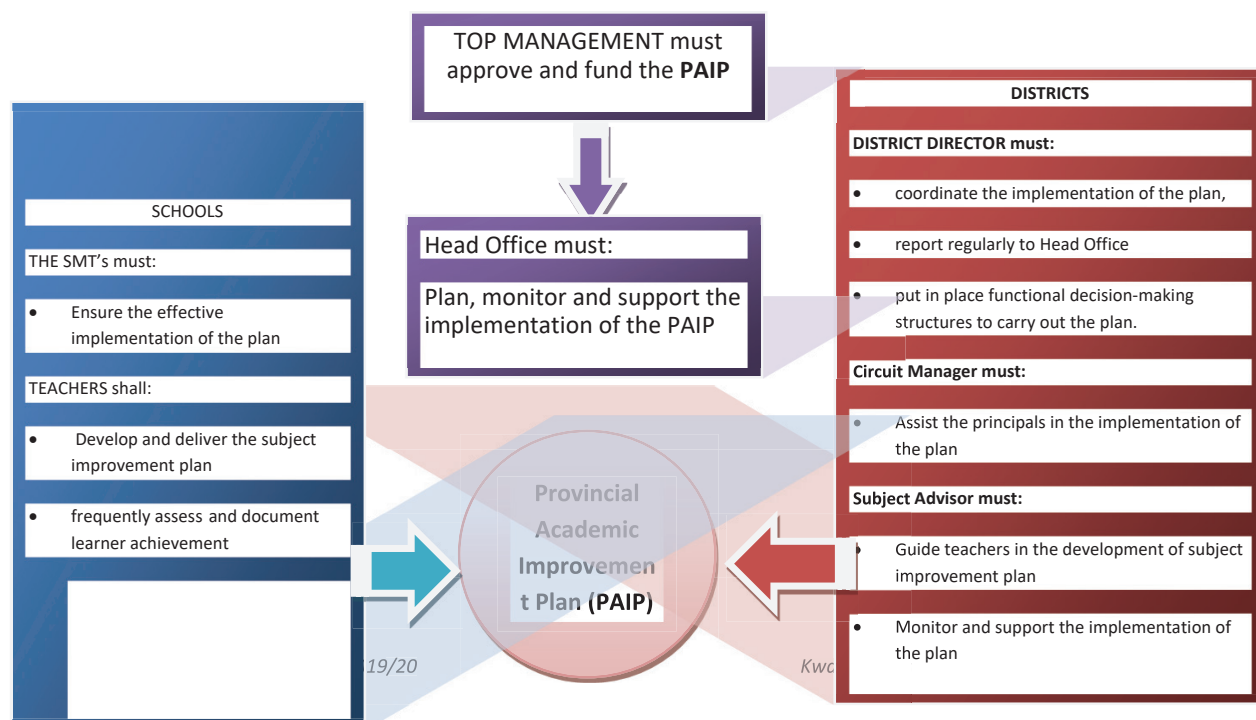 TOP MANAGEMENT must
approve and fund the PAIP
Head Office must:
Plan, monitor and support the
implementation of the PAIP
SCHOOLS
THE SMT's must:
• Ensure the effective
implementation of the plan
TEACHERS shall:
• Develop and deliver the subject
improvement plan
• frequently assess and document
learner achievement
Provincial
Academic
Improvemen
t Plan (PAIP)
DISTRICTS
DISTRICT DIRECTOR must:
• coordinate the implementation of the plan,
• report regularly to Head Office
• put in place functional decision-making
structures to carry out the plan.
Circuit Manager must:
• Assist the principals in the implementation of
the plan
Subject Advisor must:
• Guide teachers in the development of subject
improvement plan
• Monitor and support the implementation of
the plan
19/20